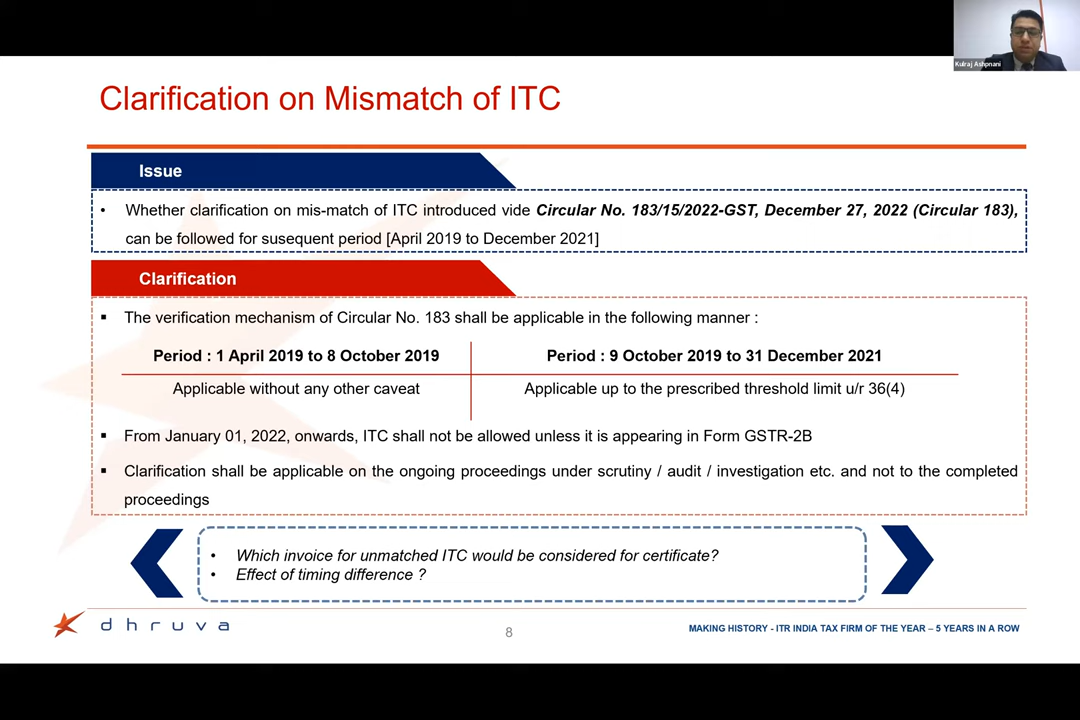 Kulraj Ashpnani
Clarification on Mismatch of ITC
Issue
• Whether clarification on mis-match of ITC introduced vide Circular No. 183/15/2022-GST, December 27, 2022 (Circular 183),
can be followed for susequent period [April 2019 to December 2021]
Clarification
▪ The verification mechanism of Circular No. 183 shall be applicable in the following manner :
Period : 1 April 2019 to 8 October 2019 Period : 9 October 2019 to 31 December 2021
Applicable without any other caveat Applicable up to the prescribed threshold limit u/r 36(4)
▪ From January 01, 2022, onwards, ITC shall not be allowed unless it is appearing in Form GSTR-2B
▪ Clarification shall be applicable on the ongoing proceedings under scrutiny / audit / investigation etc. and not to the completed
proceedings
• Which invoice for unmatched ITC would be considered for certificate?
• Effect of timing difference ?
dhruva
8
MAKING HISTORY - ITR INDIA TAX FIRM OF THE YEAR – 5 YEARS IN A ROW